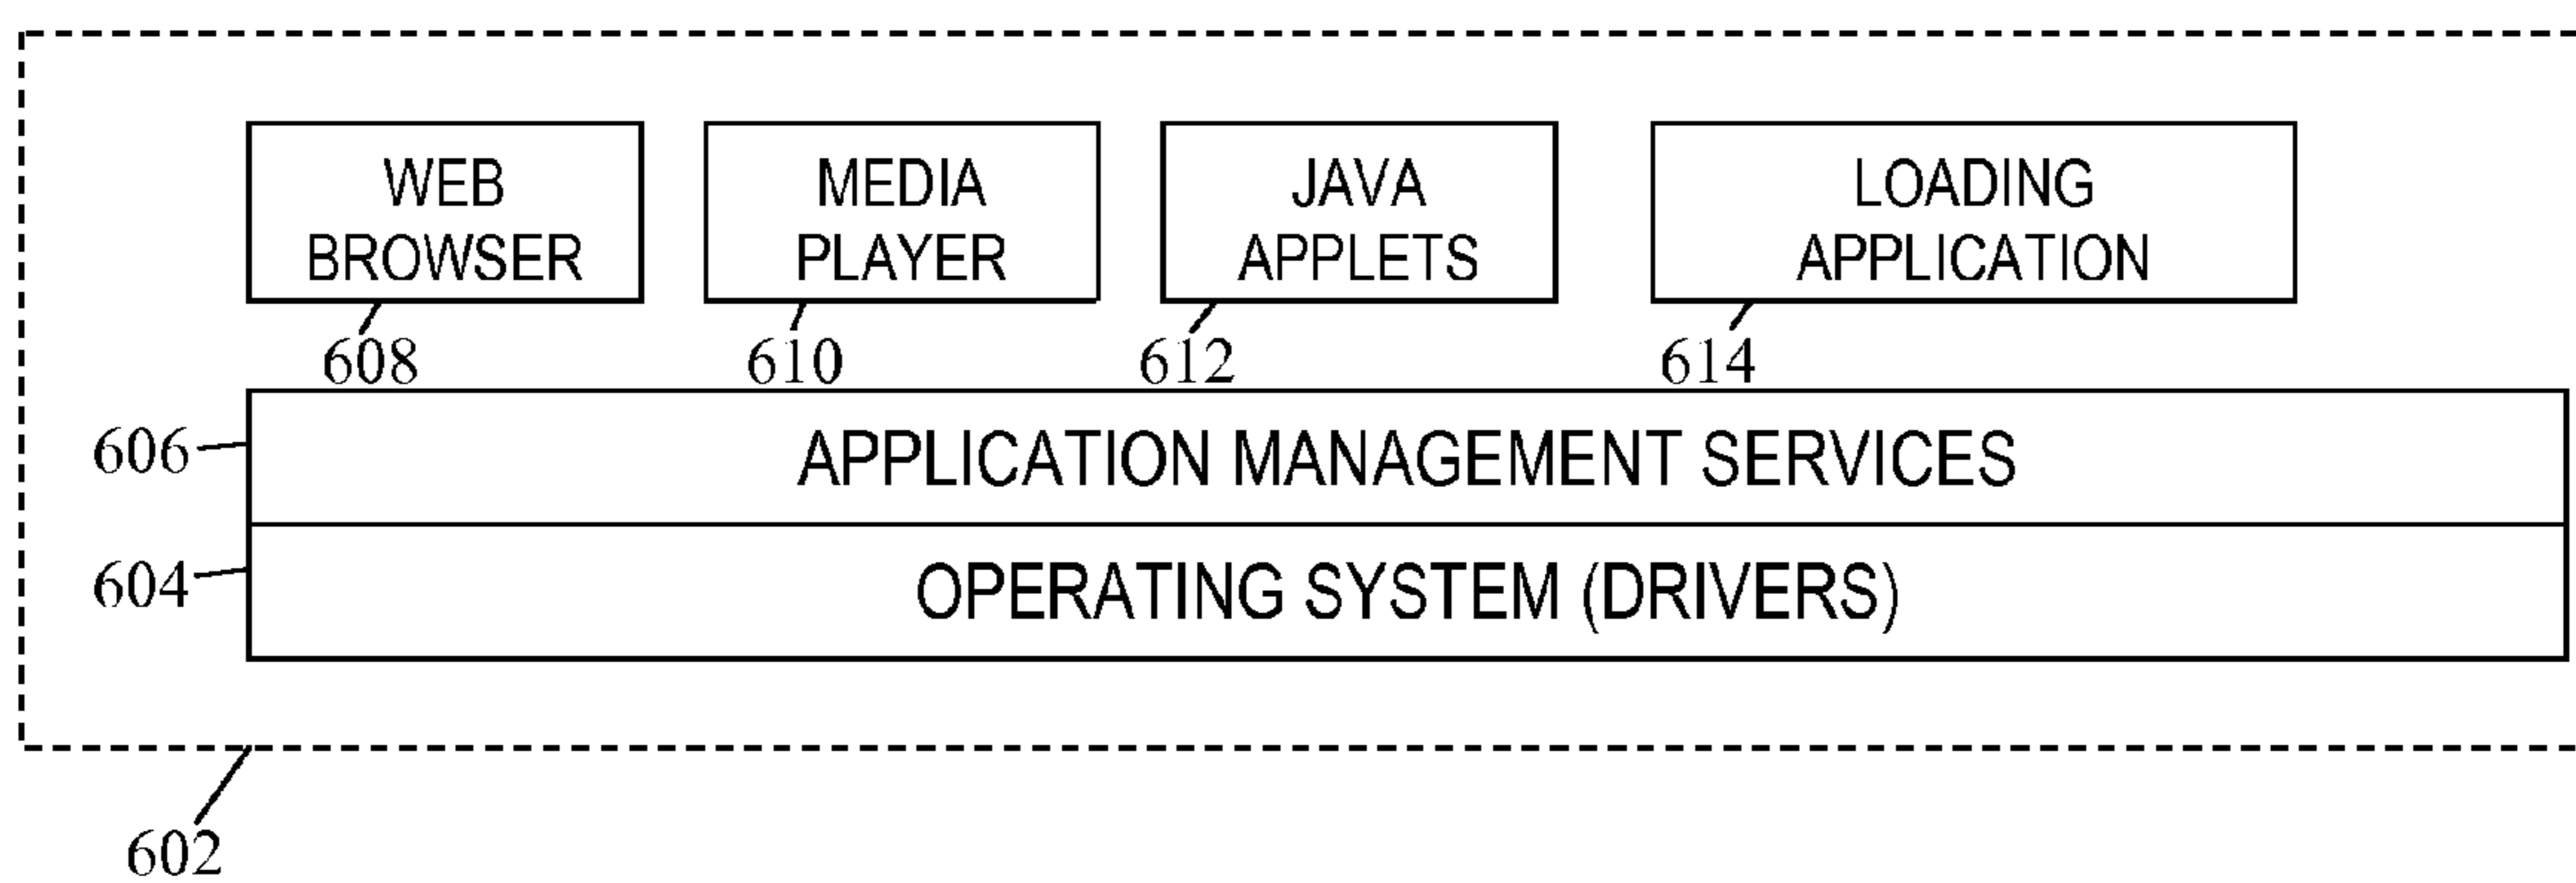 WEB
BROWSER
MEDIA
PLAYER
JAVA
APPLETS
LOADING
APPLICATION
608
610
612
614
606
APPLICATION MANAGEMENT SERVICES
604
OPERATING SYSTEM (DRIVERS)
602